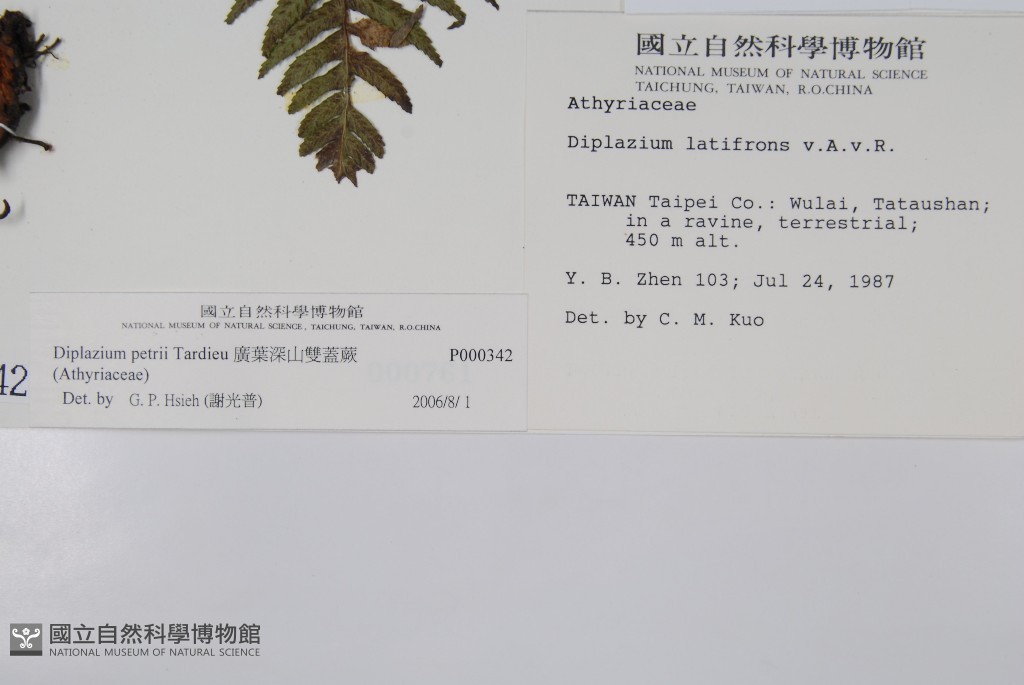 國立自然科學博物館
NATIONAL MUSEUM OF NATURAL SCIENCE
TAICHUNG, TAIWAN, R.O.CHINA
Athyriaceae
Diplazium latifrons v.A.v.R.
TAIWAN Taipei Co.: Wulai, Tataushan;
in a ravine, terrestrial;
450 m alt.
Y. B. Zhen 103; Jul 24, 1987
Det. by C. M. Kuo
國立自然科學博物館
NATIONAL MUSEUM OF NATURAL SCIENCE, TAICHUNG, TAIWAN, R.O.CHINA
Diplazium petrii Tardieu 廣葉深山雙蓋蕨 P000342
(Athyriaceae)
Det. by G. P. Hsieh (謝光普) 2006/8/ 1
42
國立自然科學博物館
NATIONAL MUSEUM OF NATURAL SCIENCE